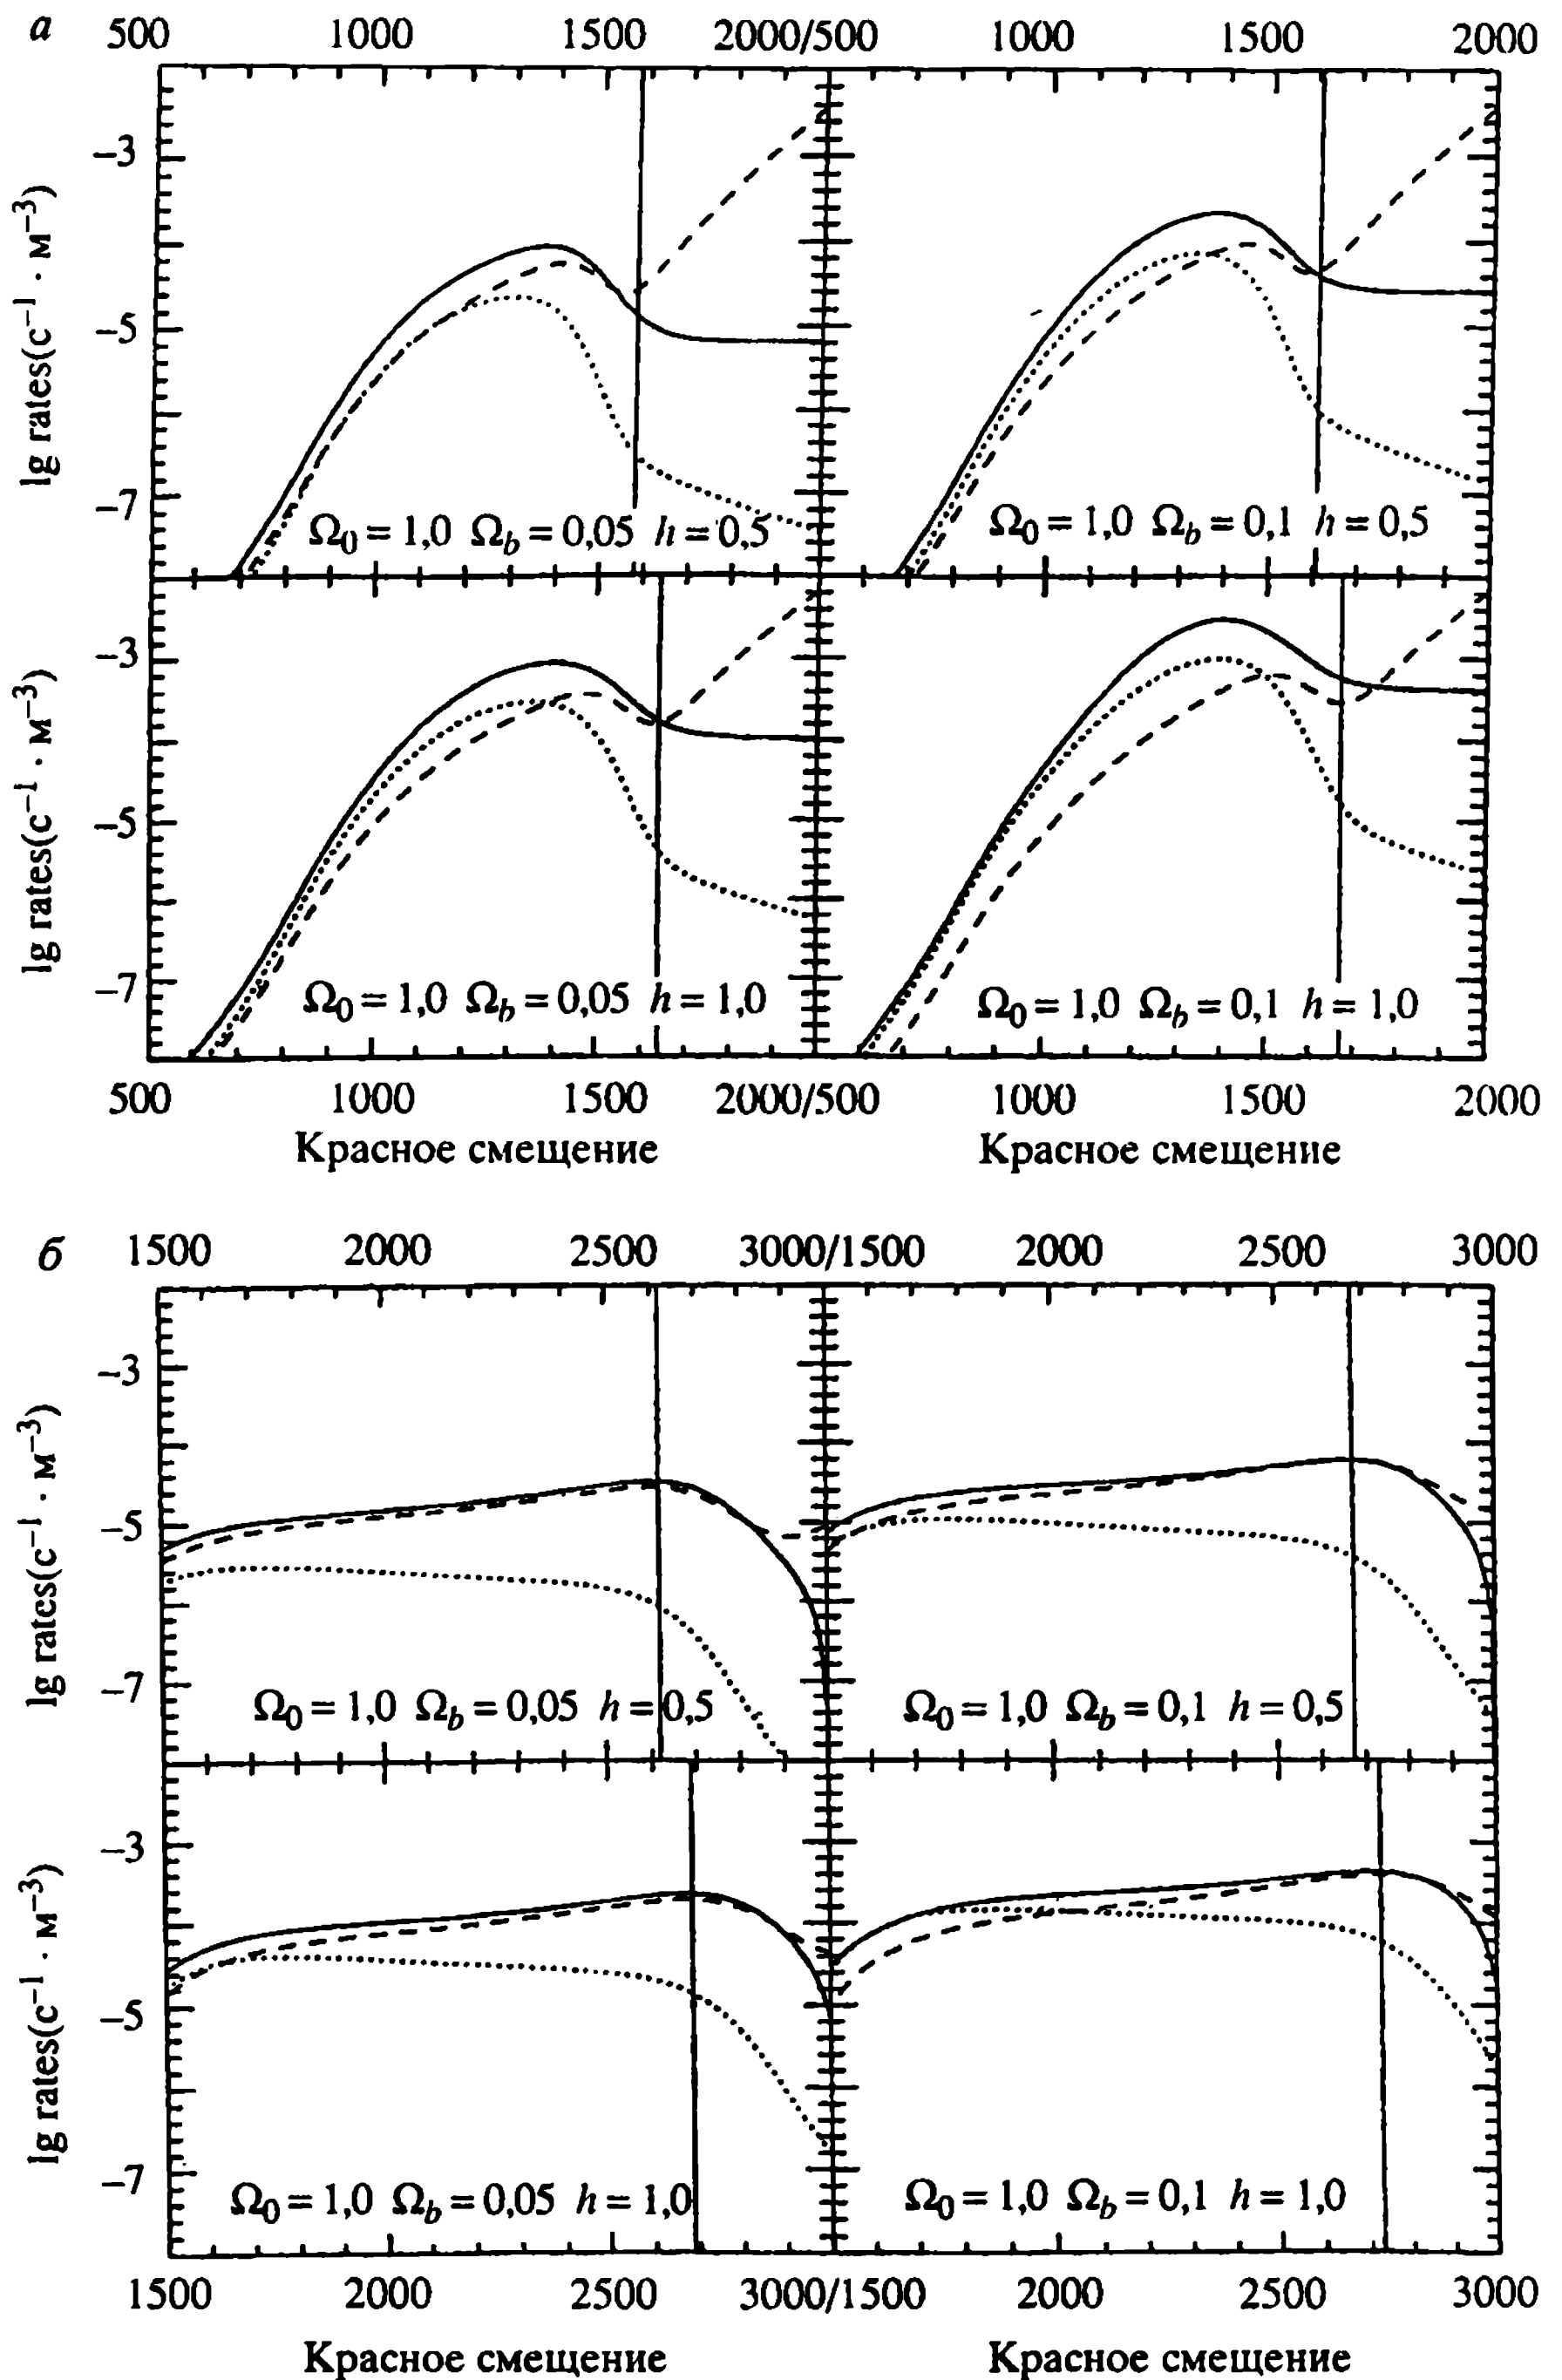 а
500 1000 1500 2000/500 1000 1500 2000
lg rates(с⁻¹ · м⁻³)
−3
−5
−7
Ω₀ = 1,0 Ω_b = 0,05 h = 0,5
Ω₀ = 1,0 Ω_b = 0,1 h = 0,5
lg rates(с⁻¹ · м⁻³)
−3
−5
−7
Ω₀ = 1,0 Ω_b = 0,05 h = 1,0
Ω₀ = 1,0 Ω_b = 0,1 h = 1,0
500 1000 1500 2000/500 1000 1500 2000
Красное смещение Красное смещение
б
1500 2000 2500 3000/1500 2000 2500 3000
lg rates(с⁻¹ · м⁻³)
−3
−5
−7
Ω₀ = 1,0 Ω_b = 0,05 h = 0,5
Ω₀ = 1,0 Ω_b = 0,1 h = 0,5
lg rates(с⁻¹ · м⁻³)
−3
−5
−7
Ω₀ = 1,0 Ω_b = 0,05 h = 1,0
Ω₀ = 1,0 Ω_b = 0,1 h = 1,0
1500 2000 2500 3000/1500 2000 2500 3000
Красное смещение Красное смещение